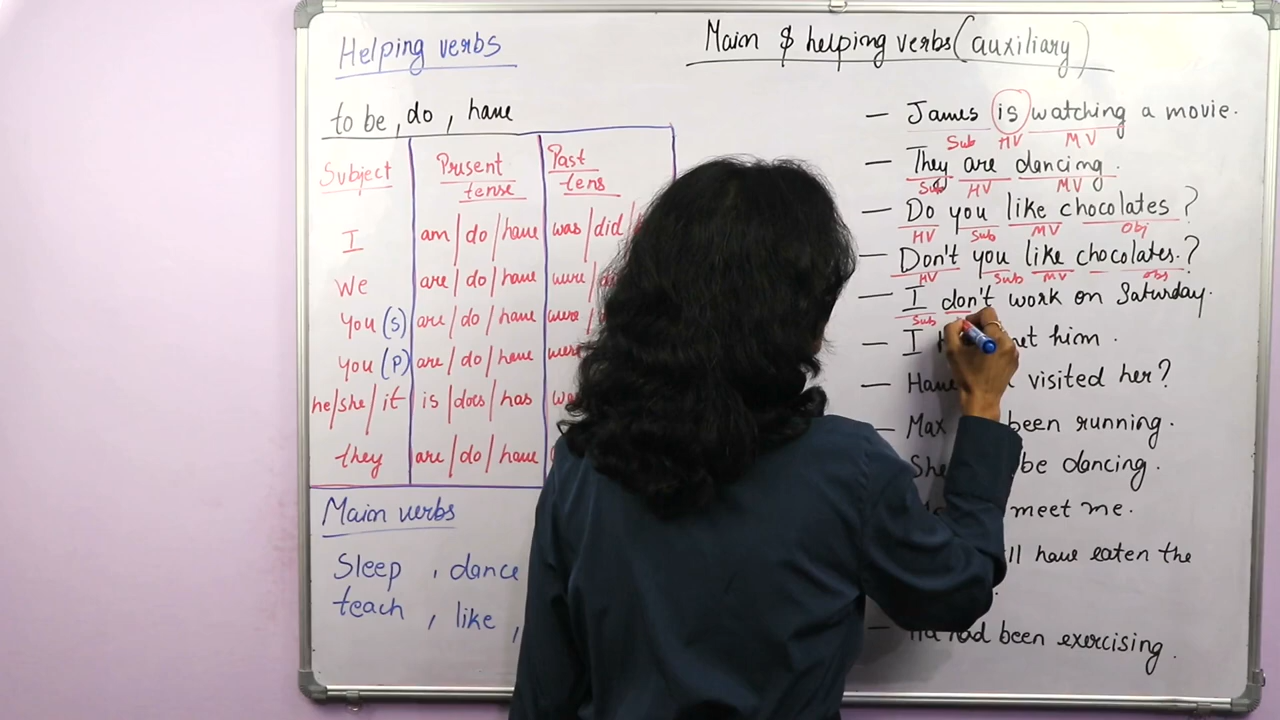 Helping verbs
to be, do, have
Subject Present tense Past tens
I am/do/have was/did/
We are/do/have were/
You (S) are/do/have were/
You (P) are/do/have were
he/she/it is/does/has
they are/do/have
Main verbs
Sleep , dance
teach , like ,
Main & helping verbs (auxiliary)
— James is watching a movie.
Sub HV MV
— They are dancing.
Sub HV MV
— Do you like chocolates ?
HV Sub MV Obj
— Don't you like chocolates.?
HV Sub MV Obj
— I don't work on Saturday.
Sub
— I met him .
— Have visited her?
— Max been running.
She be dancing.
meet me.
have eaten the
— had been exercising.